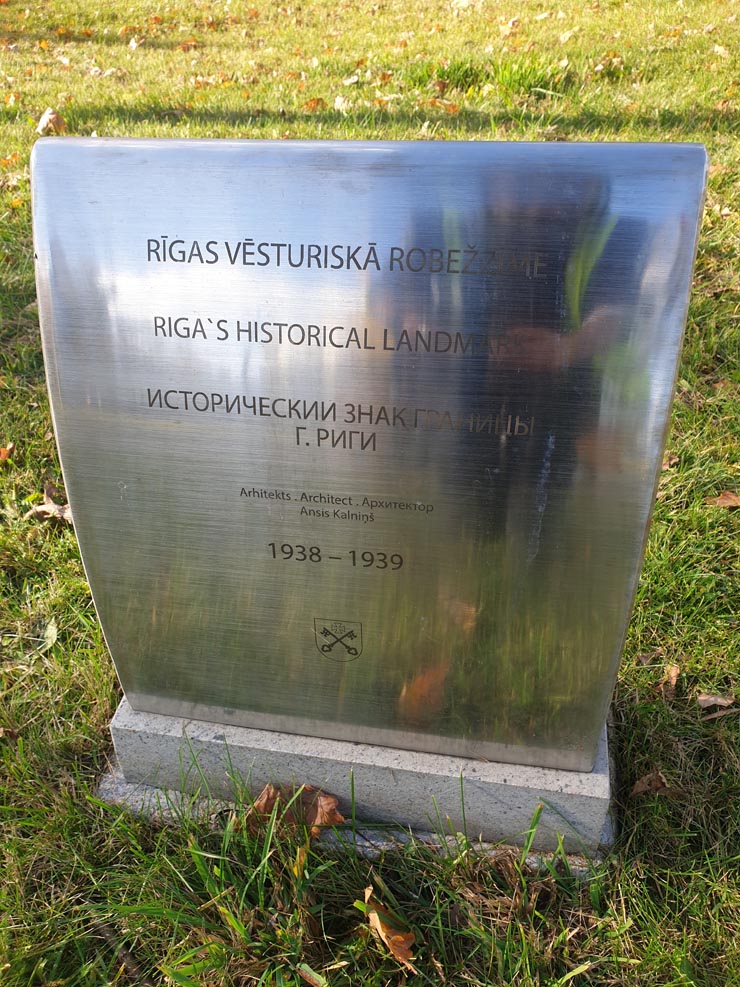 RĪGAS VĒSTURISKĀ ROBEŽZĪME
RIGA`S HISTORICAL LANDMARK
ИСТОРИЧЕСКИИ ЗНАК ГРАНИЦЫ
Г. РИГИ
Arhitekts . Architect . Архитектор
Ansis Kalniņš
1938 – 1939